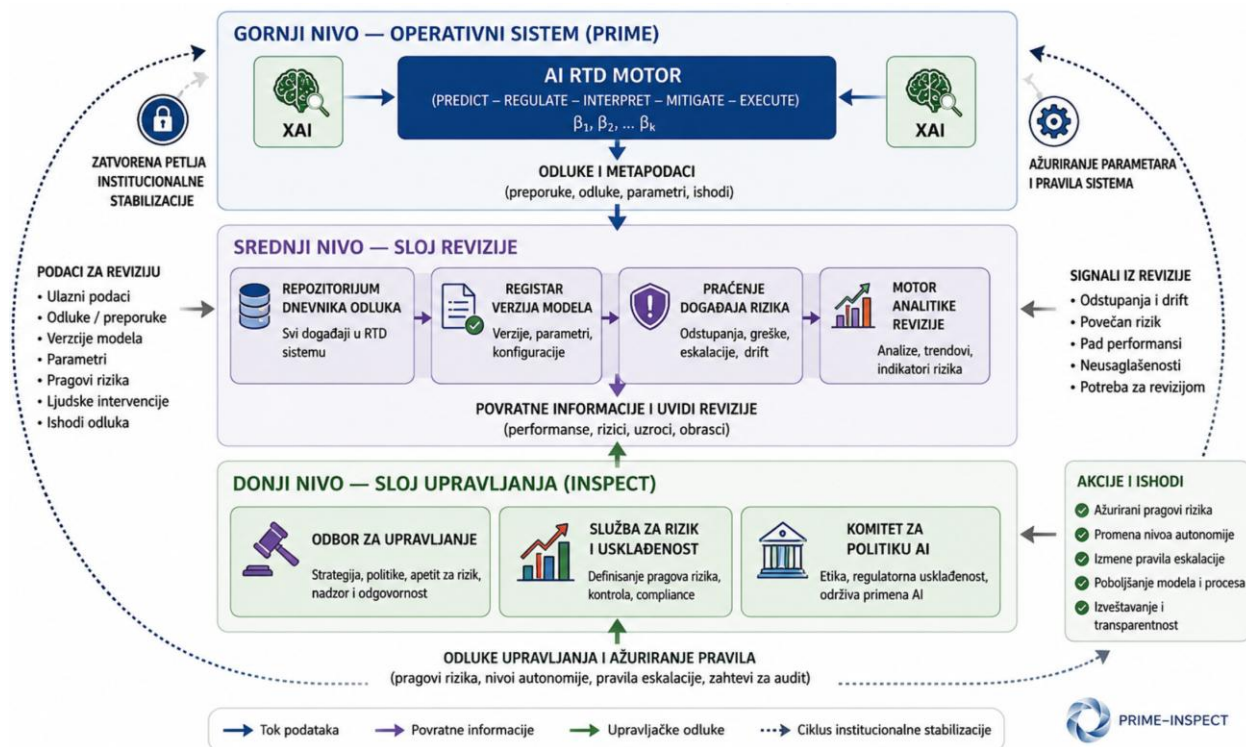 GORNJI NIVO — OPERATIVNI SISTEM (PRIME)
XAI
AI RTD MOTOR
(PREDICT – REGULATE – INTERPRET – MITIGATE – EXECUTE)
β₁, β₂, ... βₖ
XAI
ODLUKE I METAPODACI
(preporuke, odluke, parametri, ishodi)
ZATVORENA PETLJA
INSTITUCIONALNE
STABILIZACIJE
AŽURIRANJE PARAMETARA
I PRAVILA SISTEMA
SREDNJI NIVO — SLOJ REVIZIJE
REPOZITORIJUM
DNEVNIKA ODLUKA
Svi događaji u RTD
sistemu
REGISTAR
VERZIJA MODELA
Verzije, parametri,
konfiguracije
PRAĆENJE
DOGAĐAJA RIZIKA
Odstupanja, greške,
eskalacije, drift
MOTOR
ANALITIKE
REVIZIJE
Analize, trendovi,
indikatori rizika
POVRATNE INFORMACIJE I UVIDI REVIZIJE
(performanse, rizici, uzroci, obrasci)
PODACI ZA REVIZIJU
• Ulazni podaci
• Odluke / preporuke
• Verzcije modela
• Parametri
• Pragovi rizika
• Ljudske intervencije
• Ishodi odluka
SIGNALI IZ REVIZIJE
• Odstupanja i drift
• Povečan rizik
• Pad performansi
• Neusaglašenosti
• Potreba za revizijom
DONJI NIVO — SLOJ UPRAVLJANJA (INSPECT)
ODBOR ZA UPRAVLJANJE
Strategija, politike, apetit za rizik,
nadzor i odgovornost
SLUŽBA ZA RIZIK
I USKLAĐENOST
Definisanje pragova rizika,
kontrola, compliance
KOMITET ZA
POLITIKU AI
Etika, regulatorna usklađenost,
održiva primena AI
AKCIJE I ISHODI
Ažurirani pragovi rizika
Promena nivoa autonomije
Izmene pravila eskalacije
Poboljšanje modela i procesa
Izveštavanje i
transparentnost
ODLUKE UPRAVLJANJA I AŽURIRANJE PRAVILA
(pragovi rizika, nivoi autonomije, pravila eskalacije, zahtevi za audit)
Tok podataka
Povratne informacije
Upravljačke odluke
Ciklus institucionalne stabilizacije
PRIME–INSPECT